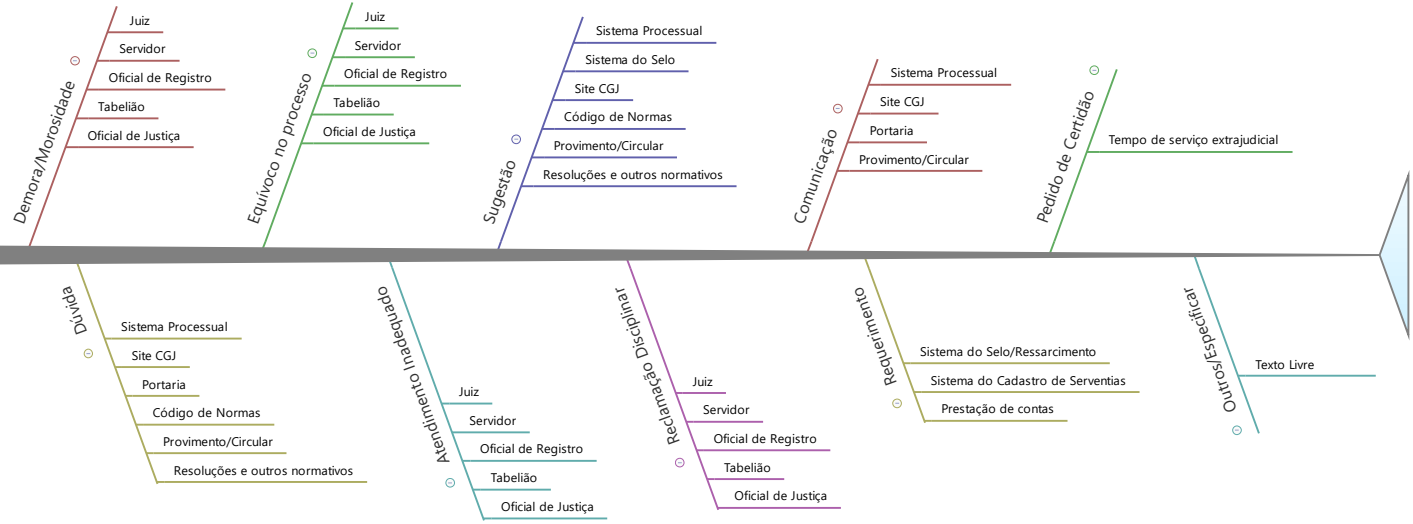 Demora/Morosidade
Juiz
Servidor
Oficial de Registro
Tabelião
Oficial de Justiça
Equívoco no processo
Juiz
Servidor
Oficial de Registro
Tabelião
Oficial de Justiça
Sugestão
Sistema Processual
Sistema do Selo
Site CGJ
Código de Normas
Provimento/Circular
Resoluções e outros normativos
Comunicação
Sistema Processual
Site CGJ
Portaria
Provimento/Circular
Pedido de Certidão
Tempo de serviço extrajudicial
Dúvida
Sistema Processual
Site CGJ
Portaria
Código de Normas
Provimento/Circular
Resoluções e outros normativos
Atendimento Inadequado
Juiz
Servidor
Oficial de Registro
Tabelião
Oficial de Justiça
Reclamação Disciplinar
Juiz
Servidor
Oficial de Registro
Tabelião
Oficial de Justiça
Requerimento
Sistema do Selo/Ressarcimento
Sistema do Cadastro de Serventias
Prestação de contas
Outros/Especificar
Texto Livre